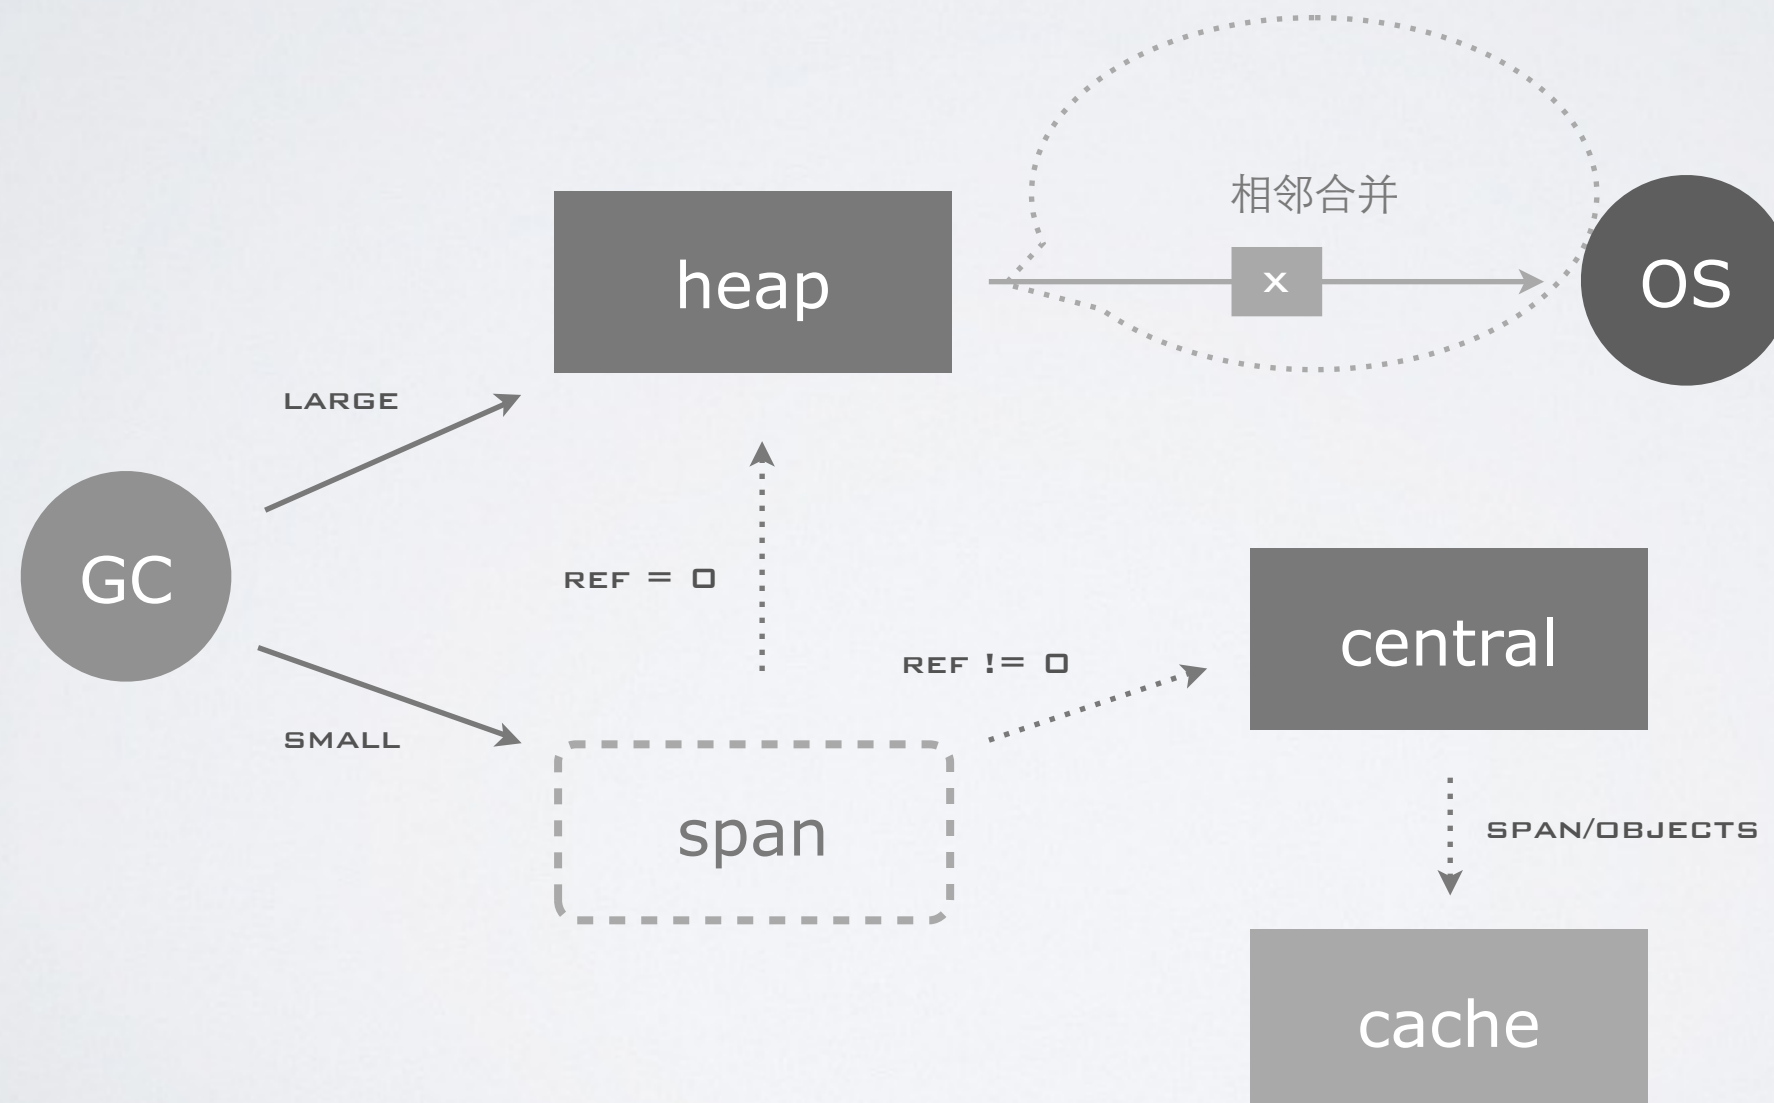 相邻合并
heap
x
OS
LARGE
GC
REF = 0
REF != 0
central
SMALL
span
SPAN/OBJECTS
cache